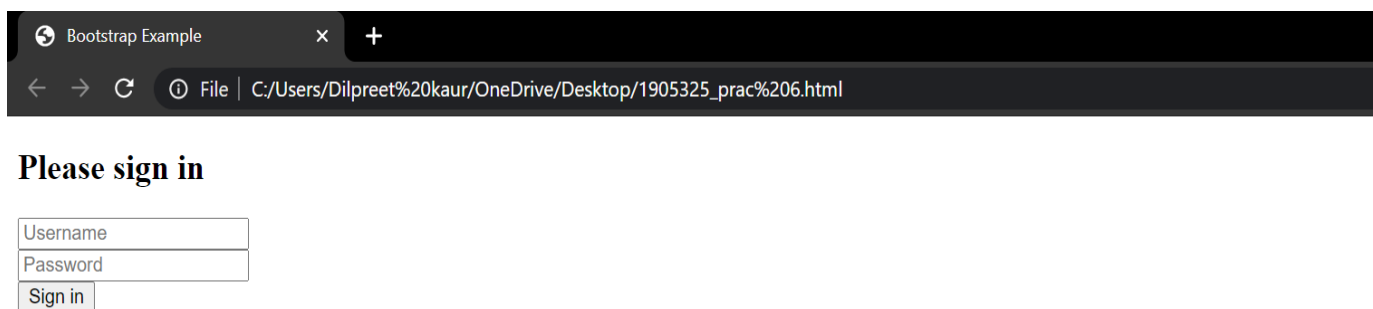 Bootstrap Example
File C:/Users/Dilpreet%20kaur/OneDrive/Desktop/1905325_prac%206.html
Please sign in
Username
Password
Sign in